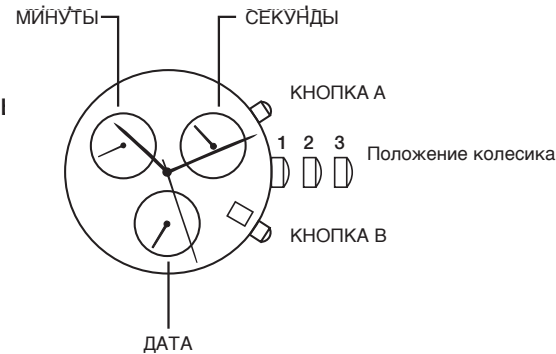 МИНУТЫ
СЕКУНДЫ
КНОПКА А
1 2 3
Положение колесика
КНОПКА В
ДАТА